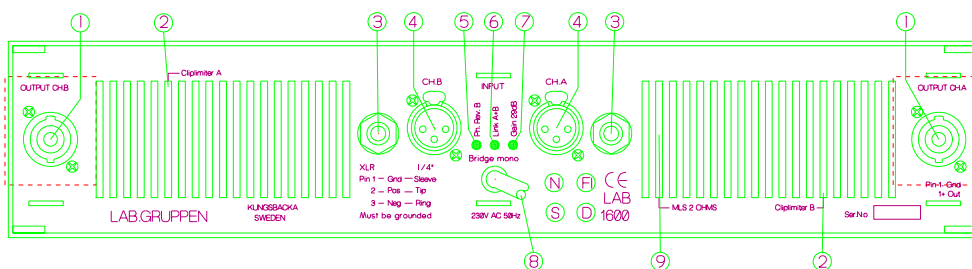 1 2 3 4 5 6 7 4 3 1
Cliplimiter A
OUTPUT CH.B
CH.B
INPUT
CH.A
OUTPUT CH.A
Ph. Rev. B
Link A+B
Gain 29dB
Bridge mono
XLR 1/4"
Pin 1 – Gnd – Sleeve
2 – Pos – Tip
3 – Neg – Ring
Must be grounded
230V AC 50Hz
N FI
S D
CE
LAB
1600
LAB.GRUPPEN
KUNGSBACKA
SWEDEN
MLS 2 OHMS
Cliplimiter B
Ser.No
Pin 1- Gnd
1+ Out
8 9 2